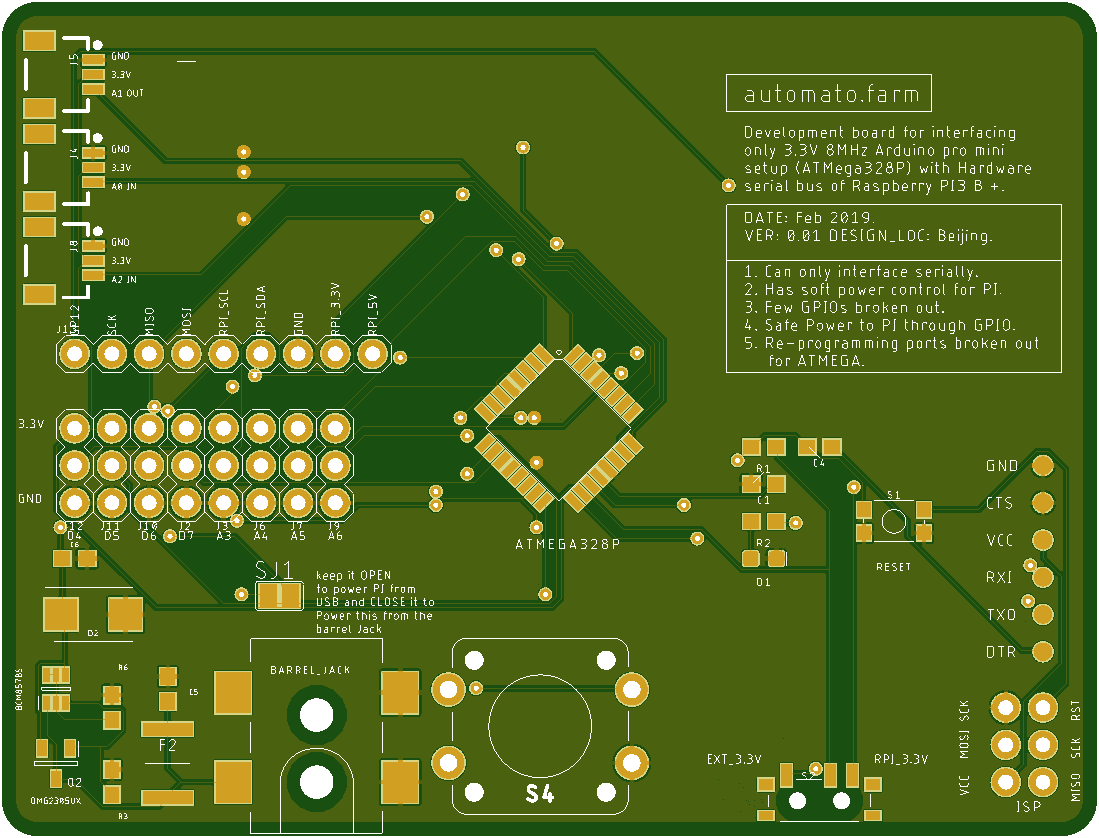 J5
GND
3.3V
A1 OUT
J4
GND
3.3V
A0 IN
J8
GND
3.3V
A2 IN
automato.farm
Development board for interfacing
only 3.3V 8MHz Arduino pro mini
setup (ATMega328P) with Hardware
serial bus of Raspberry PI3 B +.
DATE: Feb 2019.
VER: 0.01 DESIGN_LOC: Beijing.
1. Can only interface serially.
2. Has soft power control for PI.
3. Few GPIOs broken out.
4. Safe Power to PI through GPIO.
5. Re-programming ports broken out
for ATMEGA.
GP12
SCK
MISO
MOSI
RPI_SCL
RPI_SDA
GND
RPI_3.3V
RPI_5V
3.3V
GND
J12 J11 J10 J2 J3 J6 J7 J9
D4 D5 D6 D7 A3 A4 A5 A6
C6
ATMEGA328P
R1
C4
C1
R2
D1
S1
RESET
GND
CTS
VCC
RXI
TXO
DTR
SJ1
keep it OPEN
to power PI from
USB and CLOSE it to
Power this from the
barrel Jack
D2
BCM857BS
R6
C5
F2
Q2
DMG2305UX
R3
BARREL_JACK
S4
EXT_3.3V
S2
RPI_3.3V
SCK
MOSI
VCC
RST
SCK
MISO
ISP